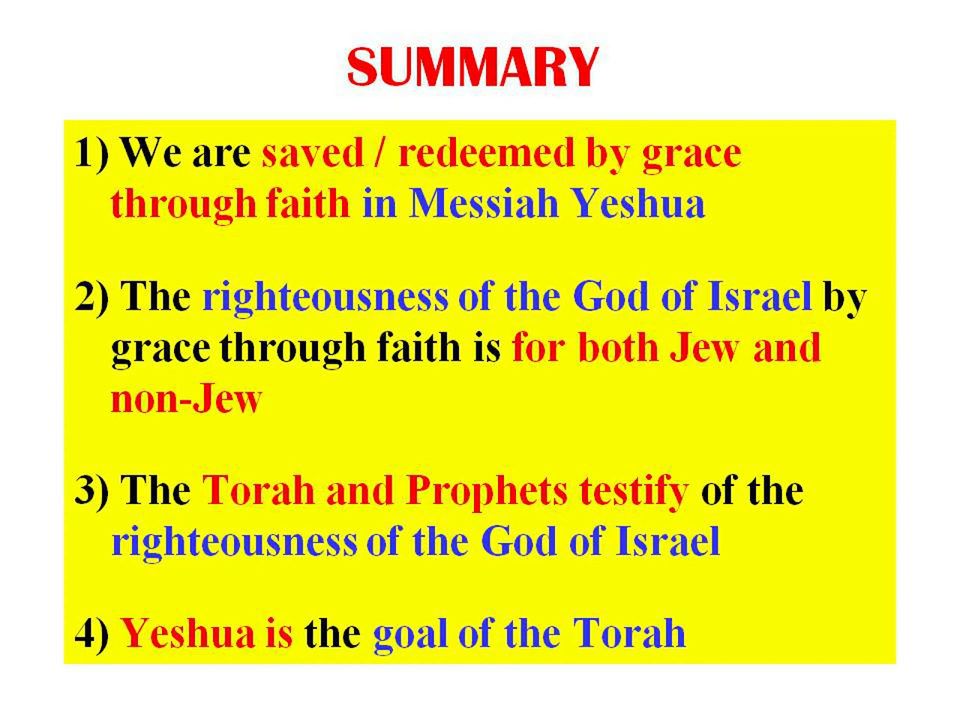 SUMMARY
1) We are saved / redeemed by grace
through faith in Messiah Yeshua
2) The righteousness of the God of Israel by
grace through faith is for both Jew and
non-Jew
3) The Torah and Prophets testify of the
righteousness of the God of Israel
4) Yeshua is the goal of the Torah